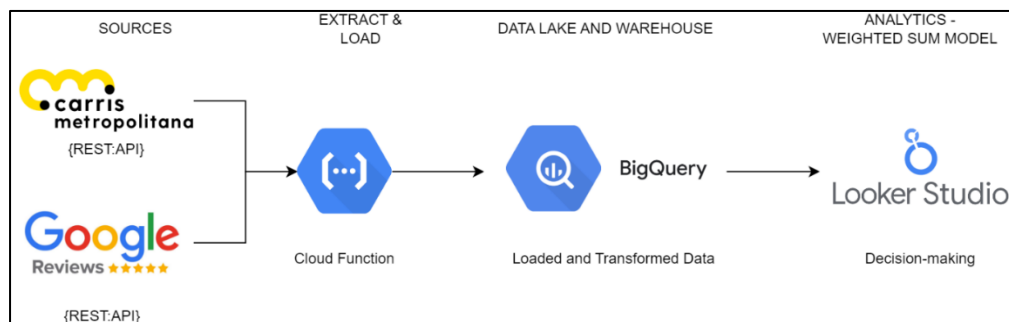 SOURCES
EXTRACT &
LOAD
DATA LAKE AND WAREHOUSE
ANALYTICS -
WEIGHTED SUM MODEL
carris
metropolitana
{REST:API}
Google
Reviews
{REST:API}
Cloud Function
BigQuery
Loaded and Transformed Data
Looker Studio
Decision-making